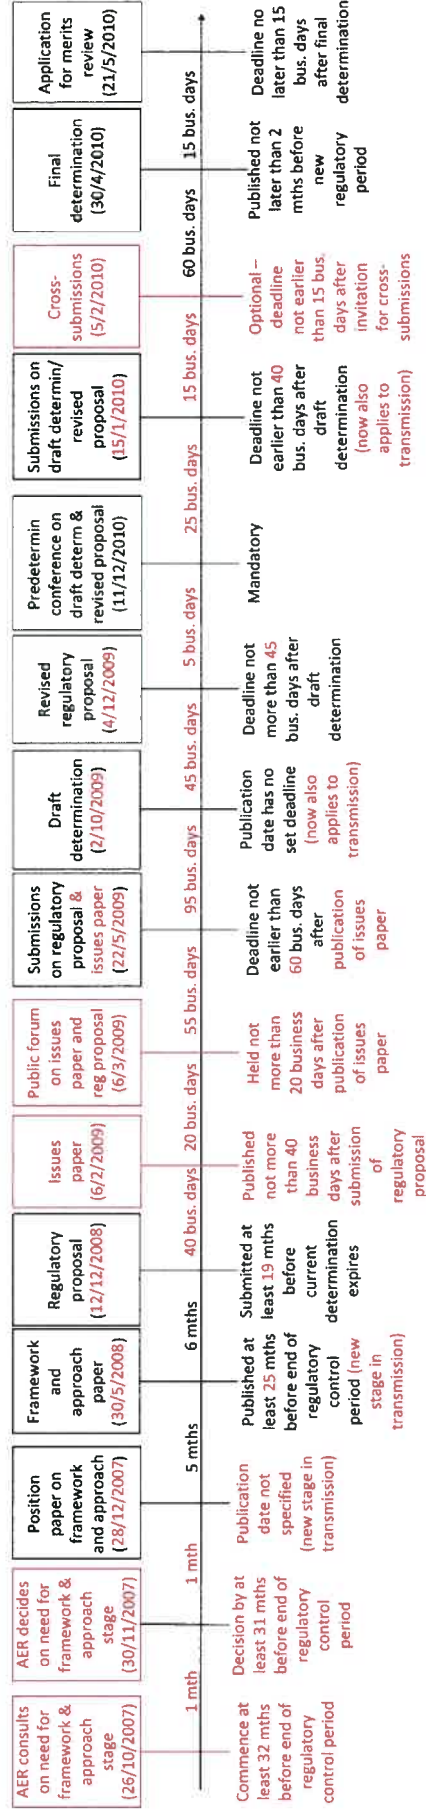 AER consults
on need for
framework &
approach
stage
(26/10/2007)
AER decides
on need for
framework &
approach
stage
(30/11/2007)
Position
paper on
framework
and approach
(28/12/2007)
Framework
and
approach
paper
(30/5/2008)
Regulatory
proposal
(12/12/2008)
Issues
paper
(6/2/2009)
Public forum
on issues
paper and
reg proposal
(6/3/2009)
Submissions
on regulatory
proposal &
issues paper
(22/5/2009)
Draft
determination
(2/10/2009)
Revised
regulatory
proposal
(4/12/2009)
Predetermin
conference on
draft determ &
revised proposal
(11/12/2010)
Submissions on
draft determin/
revised
proposal
(15/1/2010)
Cross-
submissions
(5/2/2010)
Final
determination
(30/4/2010)
Application
for merits
review
(21/5/2010)
1 mth
1 mth
5 mths
6 mths
40 bus. days
20 bus. days
55 bus. days
95 bus. days
45 bus. days
5 bus. days
25 bus. days
15 bus. days
60 bus. days
15 bus. days
Commence at
least 32 mths
before end of
regulatory
control period
Decision by at
least 31 mths
before end of
regulatory
control
period
Publication
date not
specified
(new stage in
transmission)
Published at
least 25 mths
before end of
regulatory
control
period (new
stage in
transmission)
Submitted at
least 19 mths
before
current
determination
expires
Published
not more
than 40
business
days after
submission
of
regulatory
proposal
Held not
more than
20 business
days after
publication
of issues
paper
Deadline not
earlier than
60 bus. days
after
publication
of issues
paper
Publication
date has no
set deadline
(now also
applies to
transmission)
Deadline not
more than 45
bus. days after
draft
determination
Mandatory
Deadline not
earlier than 40
bus. days after
draft
determination
(now also
applies to
transmission)
Optional –
deadline
not earlier
than 15 bus.
days after
invitation
for cross-
submissions
Published not
later than 2
mths before
new
regulatory
period
Deadline no
later than 15
bus. days
after final
determination